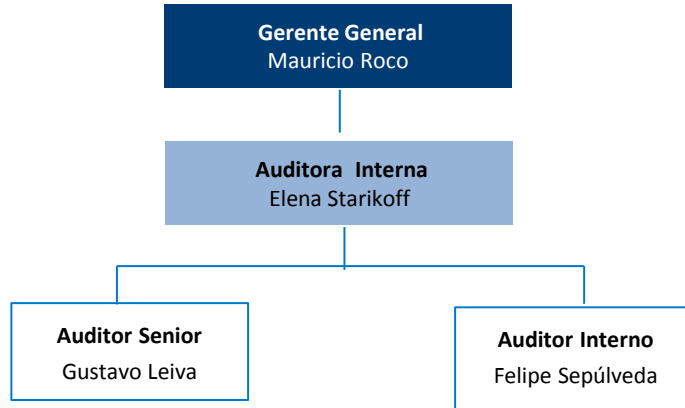 Gerente General
Mauricio Roco
Auditora Interna
Elena Starikoff
Auditor Senior
Gustavo Leiva
Auditor Interno
Felipe Sepúlveda